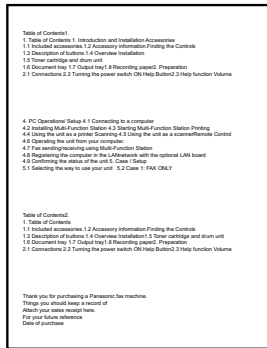 Table of Contents1.
1. Table of Contents 1. Introduction and Installation Accessories
1.1 Included accessories.1.2 Accessory information.Finding the Controls
1.3 Description of buttons.1.4 Overview Installation
1.5 Toner cartridge and drum unit
1.6 Document tray 1.7 Output tray1.8 Recording paper2. Preparation
2.1 Connections 2.2 Turning the power switch ON Help Button2.3 Help function Volume
4. PC Operations/ Setup 4.1 Connecting to a computer
4.2 Installing Multi-Function Station 4.3 Starting Multi-Function Station Printing
4.4 Using the unit as a printer Scanning 4.5 Using the unit as a scannerRemote Control
4.6 Operating the unit from your computer.
4.7 Fax sending/receiving using Multi-Function Station
4.8 Registering the computer in the LANnetwork with the optional LAN board
4.9 Confirming the status of the unit 5. Case / Setup
5.1 Selecting the way to use your unit 5.2 Case 1: FAX ONLY
Table of Contents2.
1. Table of Contents
1.1 Included accessories.1.2 Accessory information.Finding the Controls
1.3 Description of buttons.1.4 Overview Installation1.5 Toner cartridge and drum unit
1.6 Document tray 1.7 Output tray1.8 Recording paper2. Preparation
2.1 Connections 2.2 Turning the power switch ON Help Button2.3 Help function Volume
Thank you for purchasing a Panasonic fax machine.
Things you should keep a record of
Attach your sales receipt here.
For your future reference
Date of purchase